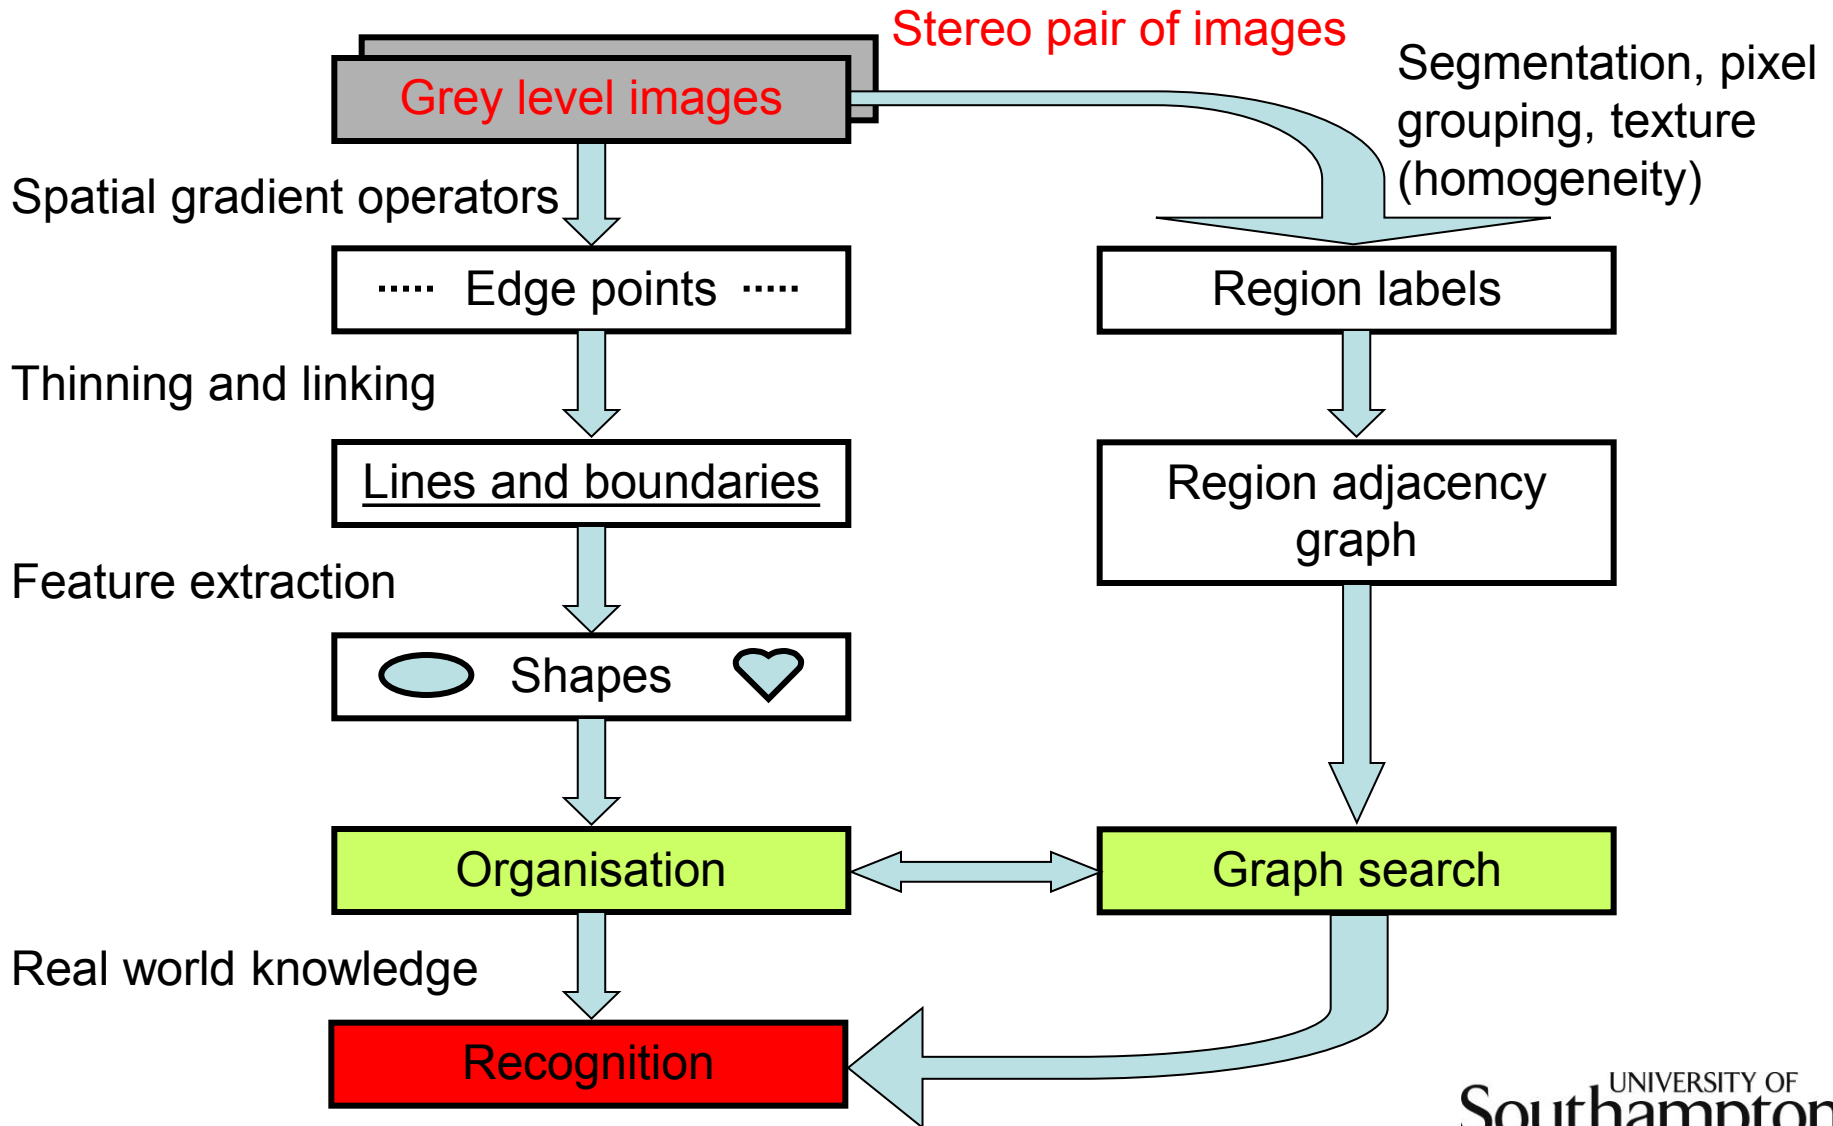 Stereo pair of images
Grey level images
Segmentation, pixel
grouping, texture
(homogeneity)
Spatial gradient operators
Edge points
Region labels
Thinning and linking
Lines and boundaries
Region adjacency
graph
Feature extraction
Shapes
Organisation
Graph search
Real world knowledge
Recognition
UNIVERSITY OF
Southampton